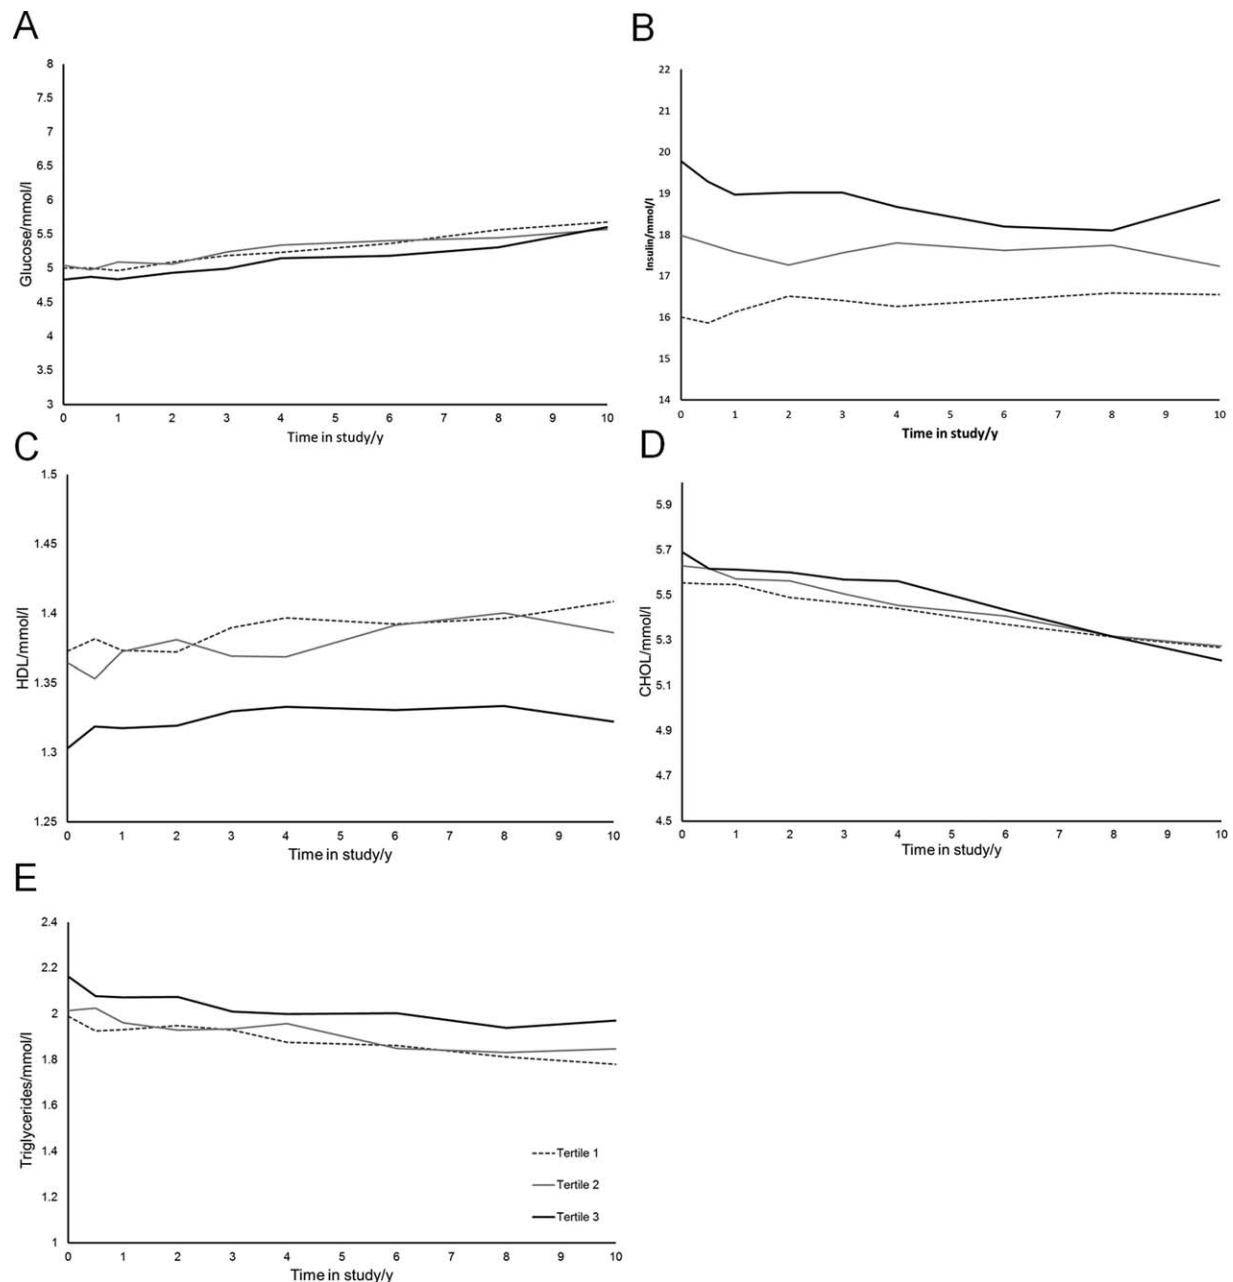 A
8
7.5
7
6.5
6
5.5
5
4.5
4
3.5
3
Glucose/mmol/l
0 1 2 3 4 5 6 7 8 9 10
Time in study/y
B
22
21
20
19
18
17
16
15
14
Insulin/mmol/l
0 1 2 3 4 5 6 7 8 9 10
Time in study/y
C
1.5
1.45
1.4
1.35
1.3
1.25
HDL/mmol/l
0 1 2 3 4 5 6 7 8 9 10
Time in study/y
D
5.9
5.7
5.5
5.3
5.1
4.9
4.7
4.5
CHOL/mmol/l
0 1 2 3 4 5 6 7 8 9 10
Time in study/y
E
2.4
2.2
2
1.8
1.6
1.4
1.2
1
Triglycerides/mmol/l
Tertile 1
Tertile 2
Tertile 3
0 1 2 3 4 5 6 7 8 9 10
Time in study/y